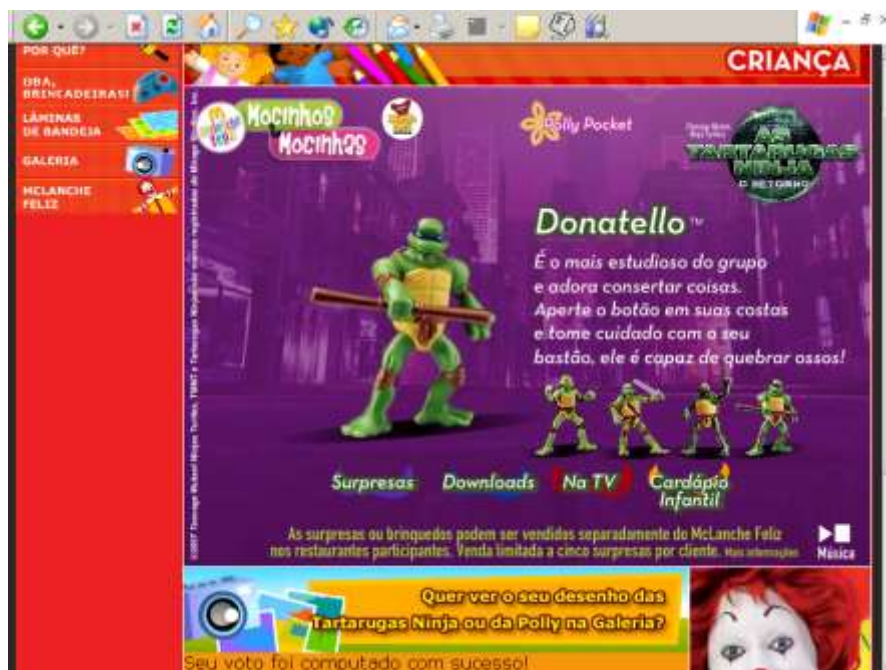 POR QUÊ?
OBA,
BRINCADEIRAS!
LÂMINAS
DE BANDEJA
GALERIA
MCLANCHE
FELIZ
CRIANÇA
Mocinhos
Mocinhas
Polly Pocket
AS
TARTARUGAS
NINJA
O RETORNO
Donatello™
É o mais estudioso do grupo
e adora consertar coisas.
Aperte o botão em suas costas
e tome cuidado com o seu
bastão, ele é capaz de quebrar ossos!
Surpresas
Downloads
Na TV
Cardápio
Infantil
As surpresas ou brinquedos podem ser vendidos separadamente do McLanche Feliz
nos restaurantes participantes. Venda limitada a cinco surpresas por cliente. Mais informações
Música
Quer ver o seu desenho das
Tartarugas Ninja ou da Polly na Galeria?
Seu voto foi computado com sucesso!